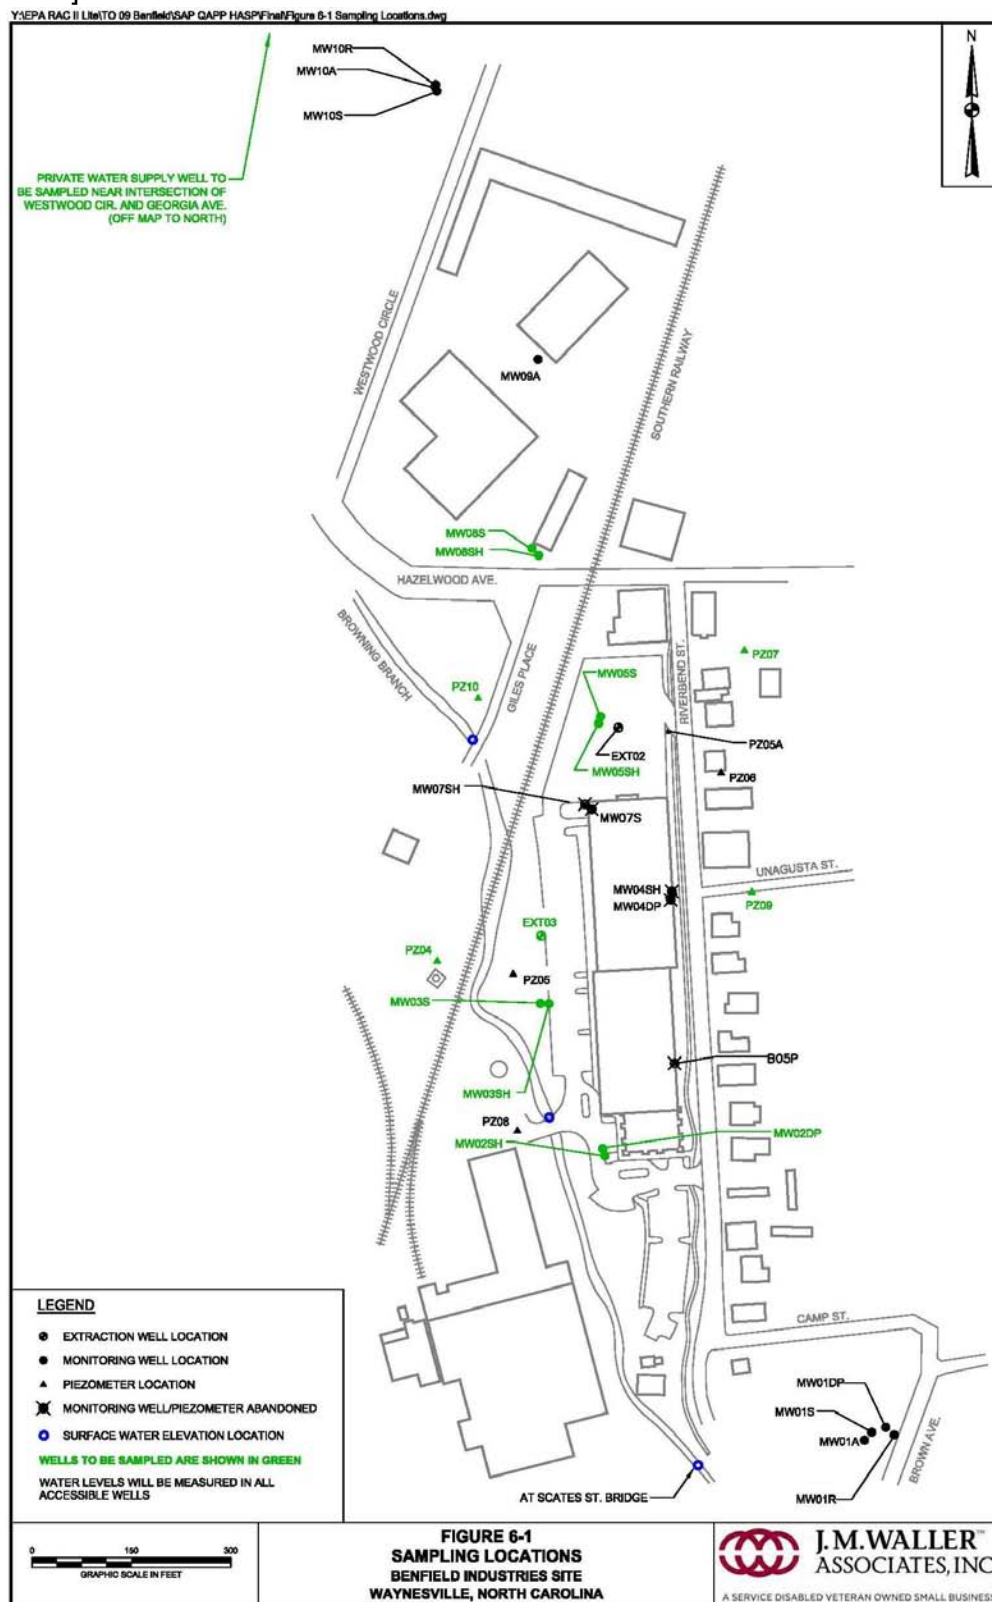 Y:\EPA RAC II Lite\TO 09 Benfield\SAP QAPP HASP\Final\Figure 6-1 Sampling Locations.dwg
MW10R
MW10A
MW10S
N
PRIVATE WATER SUPPLY WELL TO
BE SAMPLED NEAR INTERSECTION OF
WESTWOOD CIR. AND GEORGIA AVE.
(OFF MAP TO NORTH)
WESTWOOD CIRCLE
MW09A
SOUTHERN RAILWAY
MW08S
MW08SH
HAZELWOOD AVE.
BROWNING BRANCH
GILES PLACE
RIVERBEND ST.
PZ07
MW05S
PZ10
EXT02
PZ05A
MW05SH
PZ06
MW07SH
MW07S
UNAGUSTA ST.
MW04SH
MW04DP
PZ09
EXT03
PZ04
PZ05
MW03S
B05P
MW03SH
PZ08
MW02SH
MW02DP
CAMP ST.
MW01DP
MW01S
MW01A
MW01R
BROWN AVE.
AT SCATES ST. BRIDGE
LEGEND
EXTRACTION WELL LOCATION
MONITORING WELL LOCATION
PIEZOMETER LOCATION
MONITORING WELL/PIEZOMETER ABANDONED
SURFACE WATER ELEVATION LOCATION
WELLS TO BE SAMPLED ARE SHOWN IN GREEN
WATER LEVELS WILL BE MEASURED IN ALL
ACCESSIBLE WELLS
0 150 300
GRAPHIC SCALE IN FEET
FIGURE 6-1
SAMPLING LOCATIONS
BENFIELD INDUSTRIES SITE
WAYNESVILLE, NORTH CAROLINA
J.M.WALLER™
ASSOCIATES, INC
A SERVICE DISABLED VETERAN OWNED SMALL BUSINESS